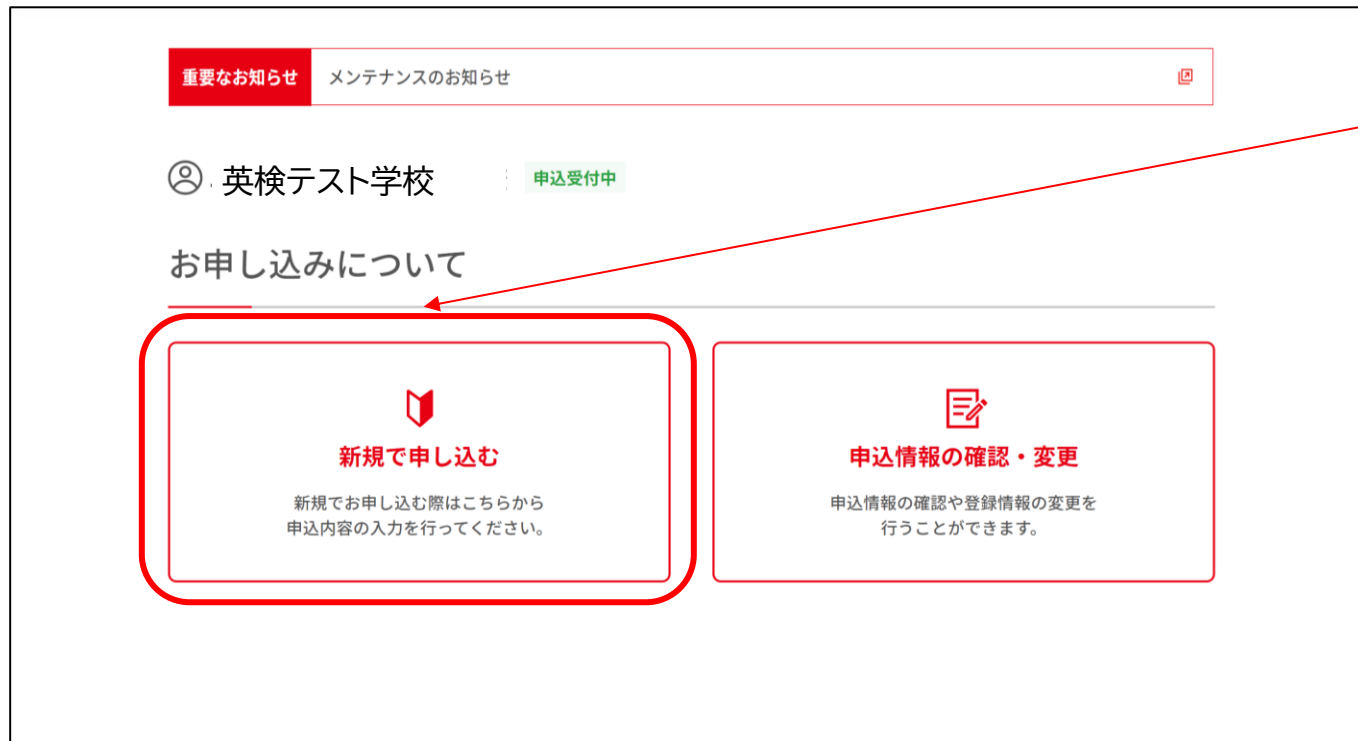 重要なお知らせ メンテナンスのお知らせ
英検テスト学校 申込受付中
お申し込みについて
新規で申し込む
新規でお申し込む際はこちらから
申込内容の入力を行ってください。
申込情報の確認・変更
申込情報の確認や登録情報の変更を
行うことができます。